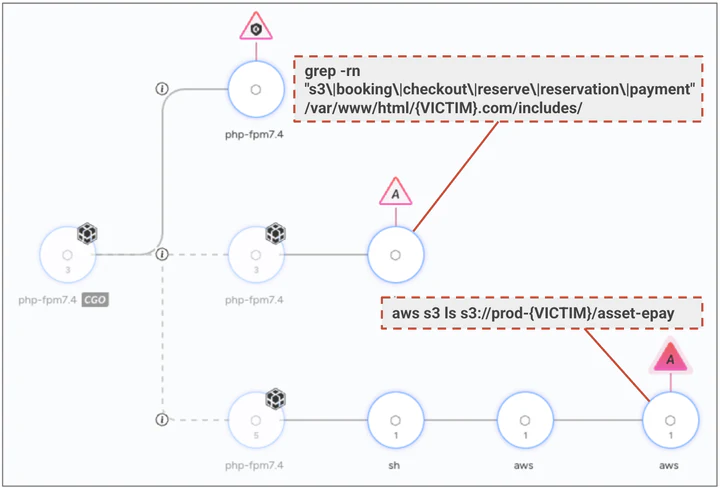 php-fpm7.4
grep -rn
"s3\|booking\|checkout\|reserve\|reservation\|payment"
/var/www/html/{VICTIM}.com/includes/
A
3
php-fpm7.4 CGO
3
php-fpm7.4
aws s3 ls s3://prod-{VICTIM}/asset-epay
A
5
php-fpm7.4
1
sh
1
aws
1
aws
i
i
i